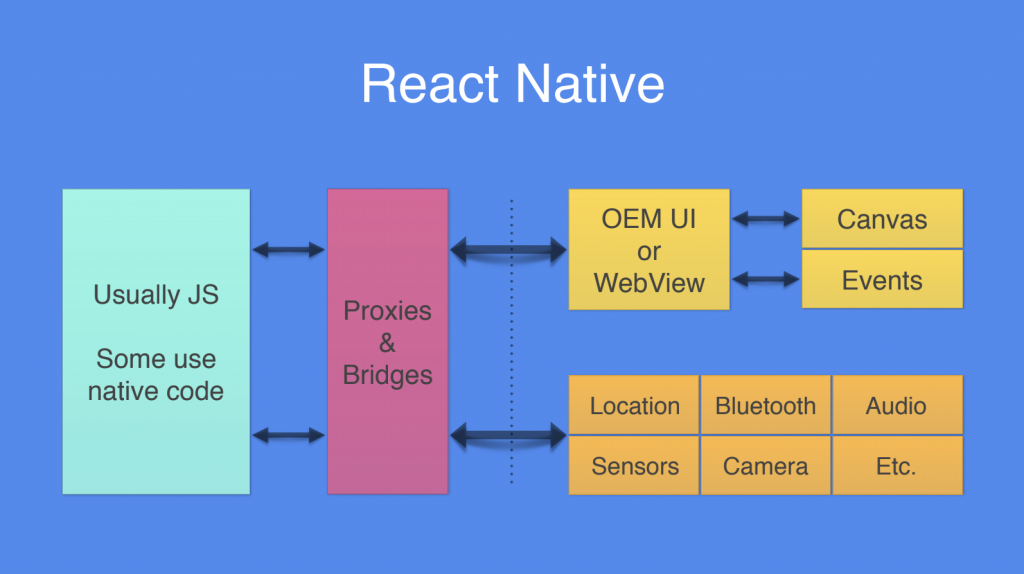 React Native
Usually JS
Some use
native code
Proxies
&
Bridges
OEM UI
or
WebView
Canvas
Events
Location
Bluetooth
Audio
Sensors
Camera
Etc.